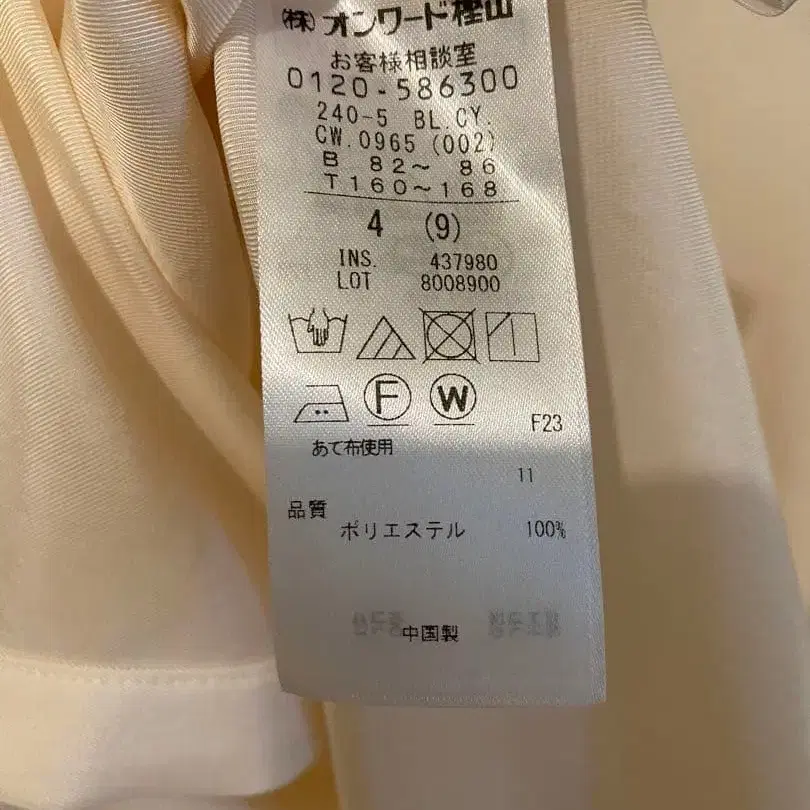 (株)オンワード樫山
お客様相談室
0120-586300
240-5 BL.CY.
CW.0965 (002)
B 82～ 86
T160～168
4 (9)
INS. 437980
LOT 8008900
F W
F23
あて布使用
11
品質
ポリエステル 100%
中国製